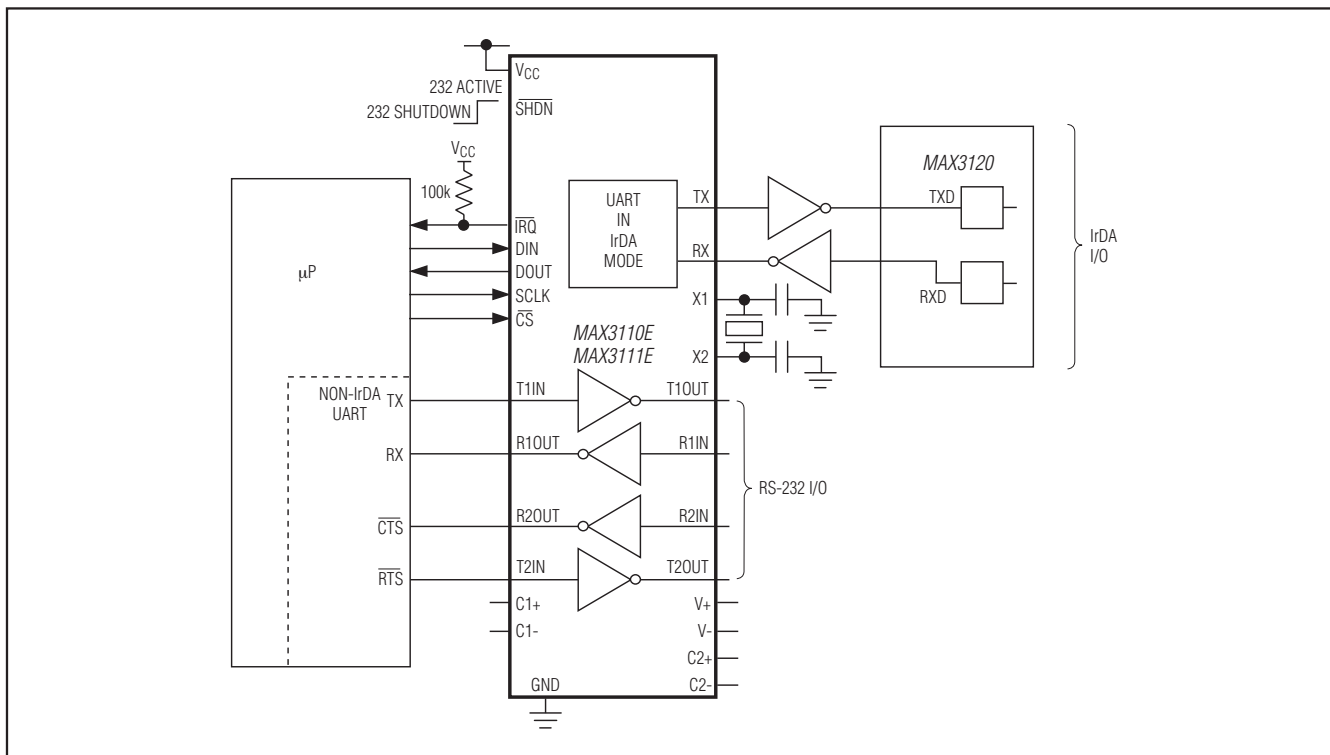 VCC
232 ACTIVE
SHDN
232 SHUTDOWN
VCC
100k
IRQ
DIN
DOUT
SCLK
CS
µP
UART
IN
IrDA
MODE
TX
RX
X1
X2
MAX3120
TXD
RXD
IrDA
I/O
MAX3110E
MAX3111E
NON-IrDA
UART
TX
T1IN
T1OUT
RX
R1OUT
R1IN
RS-232 I/O
CTS
R2OUT
R2IN
RTS
T2IN
T2OUT
C1+
V+
C1-
V-
C2+
GND
C2-